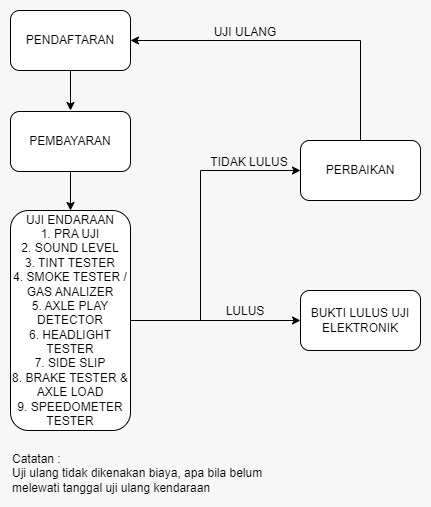 PENDAFTARAN
UJI ULANG
PEMBAYARAN
TIDAK LULUS
PERBAIKAN
UJI ENDARAAN
1. PRA UJI
2. SOUND LEVEL
3. TINT TESTER
4. SMOKE TESTER /
GAS ANALIZER
5. AXLE PLAY
DETECTOR
6. HEADLIGHT
TESTER
7. SIDE SLIP
8. BRAKE TESTER &
AXLE LOAD
9. SPEEDOMETER
TESTER
LULUS
BUKTI LULUS UJI
ELEKTRONIK
Catatan :
Uji ulang tidak dikenakan biaya, apa bila belum
melewati tanggal uji ulang kendaraan